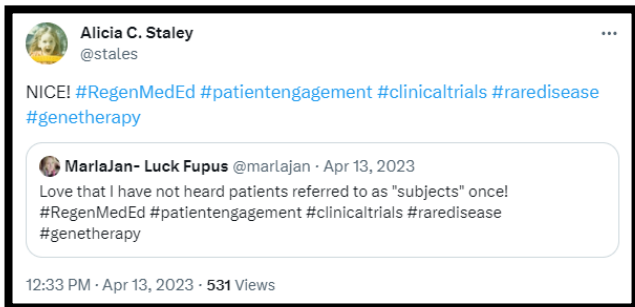 Alicia C. Staley
@stales
NICE! #RegenMedEd #patientengagement #clinicaltrials #raredisease
#genetherapy
MarlaJan- Luck Fupus @marlajan · Apr 13, 2023
Love that I have not heard patients referred to as "subjects" once!
#RegenMedEd #patientengagement #clinicaltrials #raredisease
#genetherapy
12:33 PM · Apr 13, 2023 · 531 Views